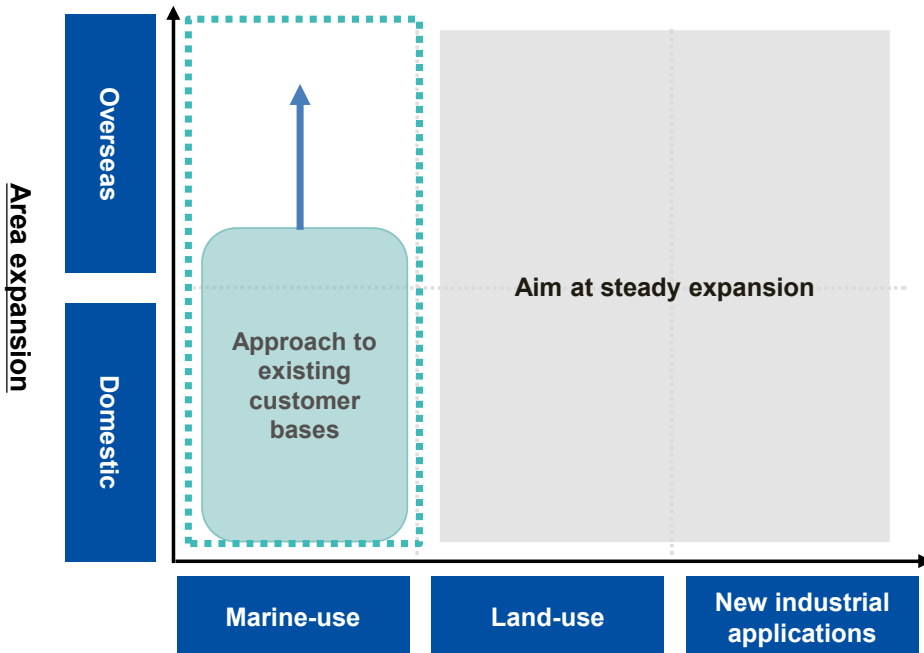 Area expansion
Overseas
Domestic
Approach to
existing
customer
bases
Aim at steady expansion
Marine-use
Land-use
New industrial
applications